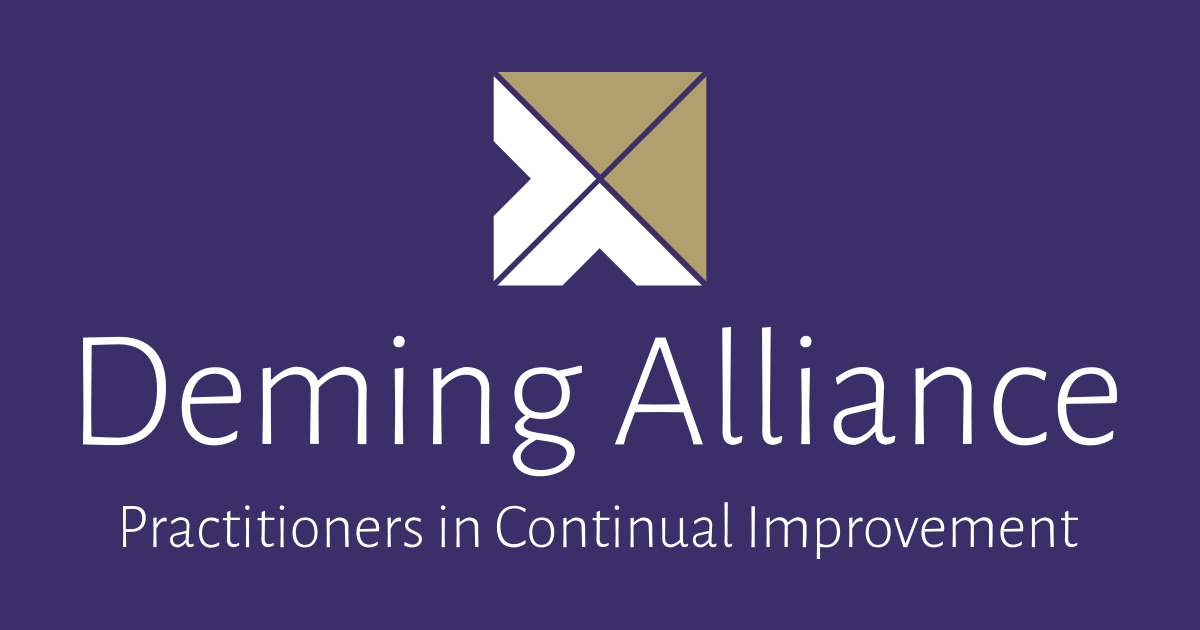 Deming Alliance
Practitioners in Continual Improvement